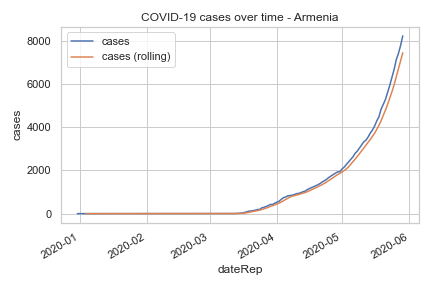 COVID-19 cases over time - Armenia
cases
cases (rolling)
8000
6000
4000
2000
0
cases
2020-01
2020-02
2020-03
2020-04
2020-05
2020-06
dateRep